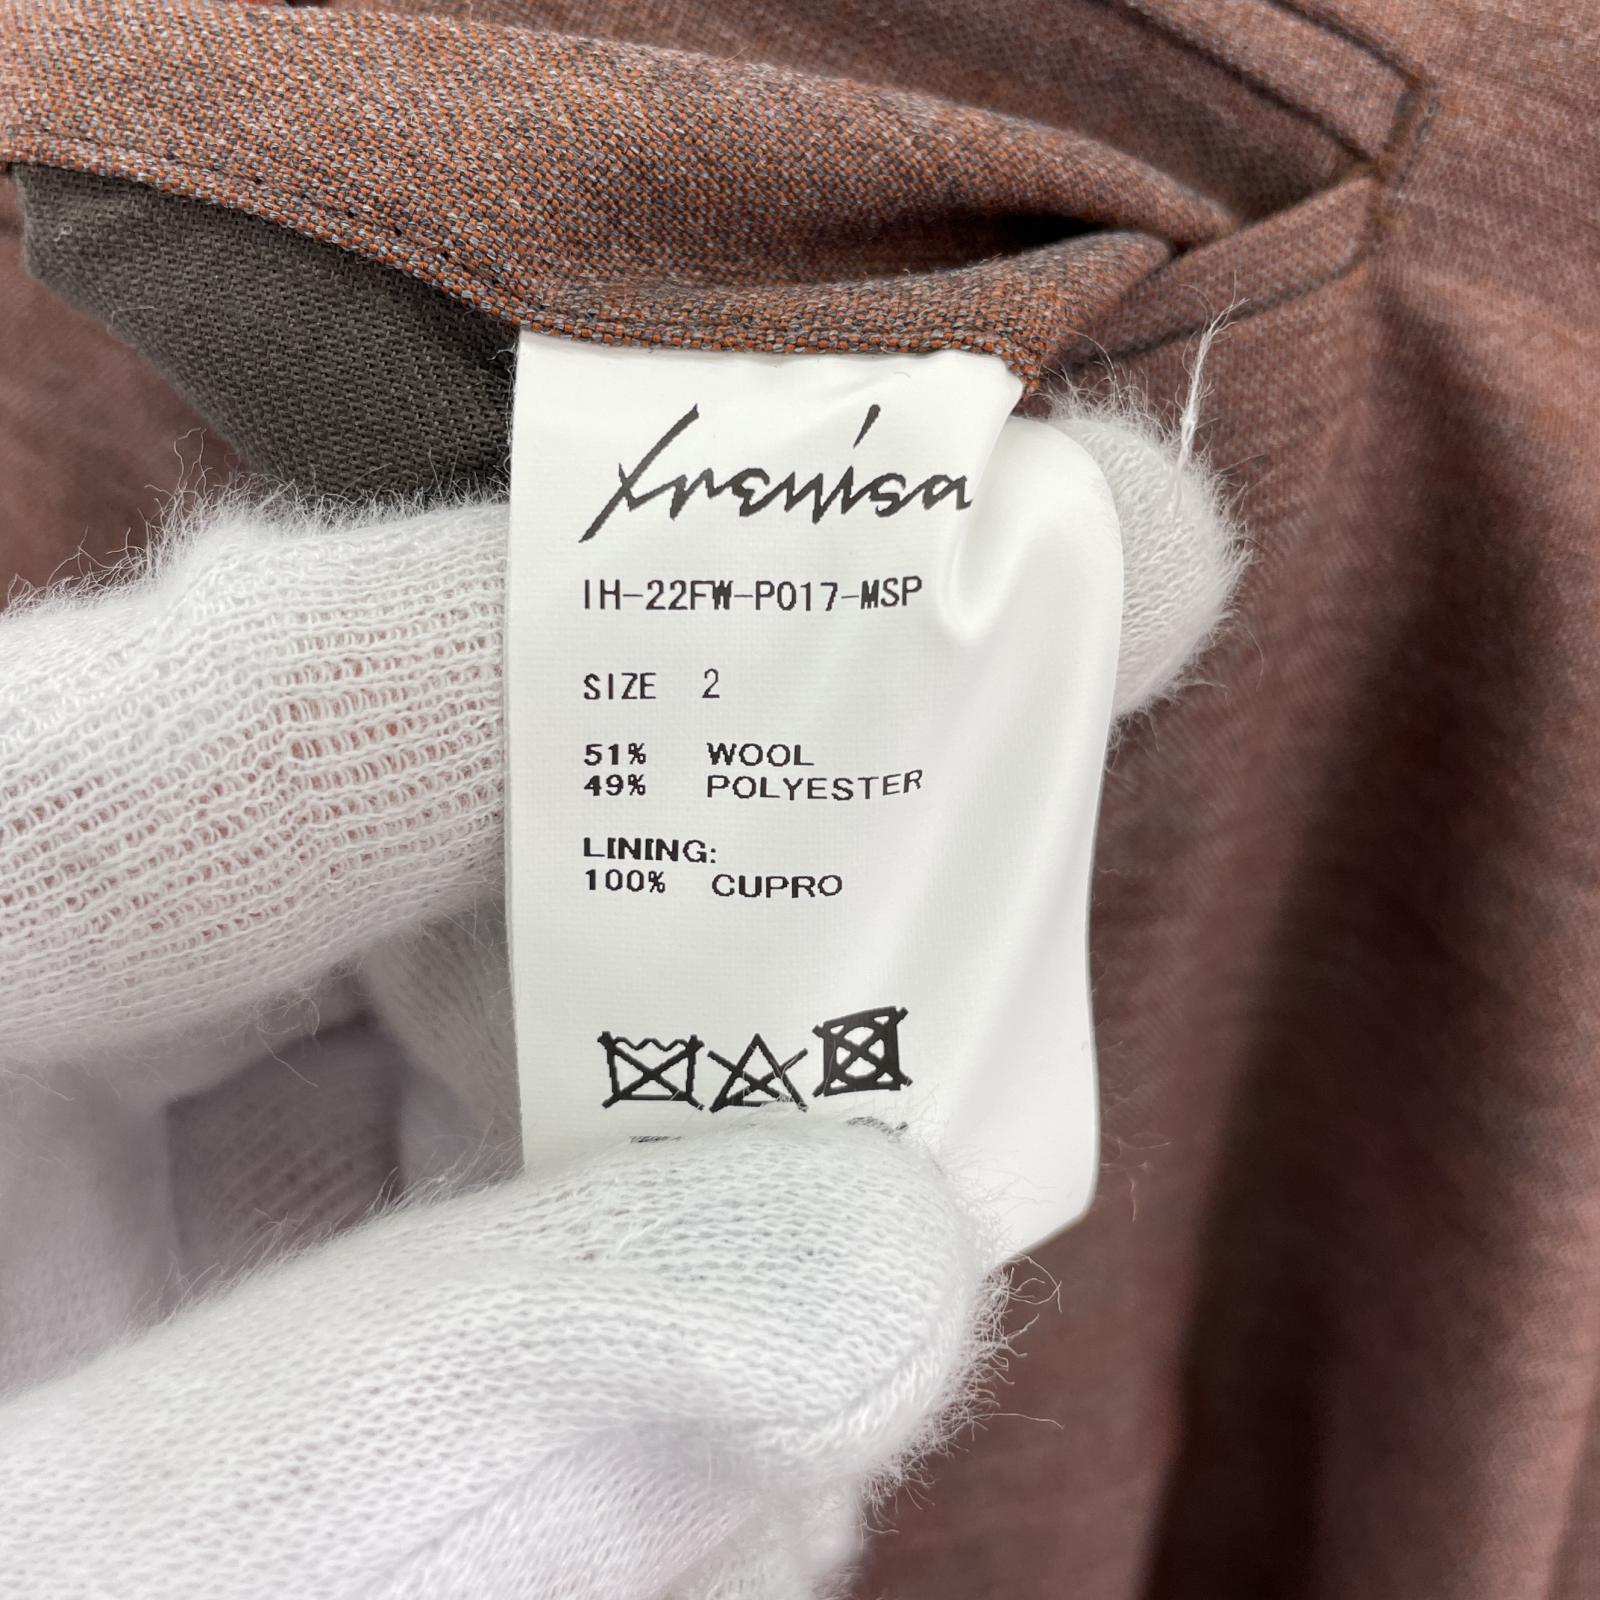 IRENISA
IH-22FW-P017-MSP
SIZE 2
51% WOOL
49% POLYESTER
LINING:
100% CUPRO